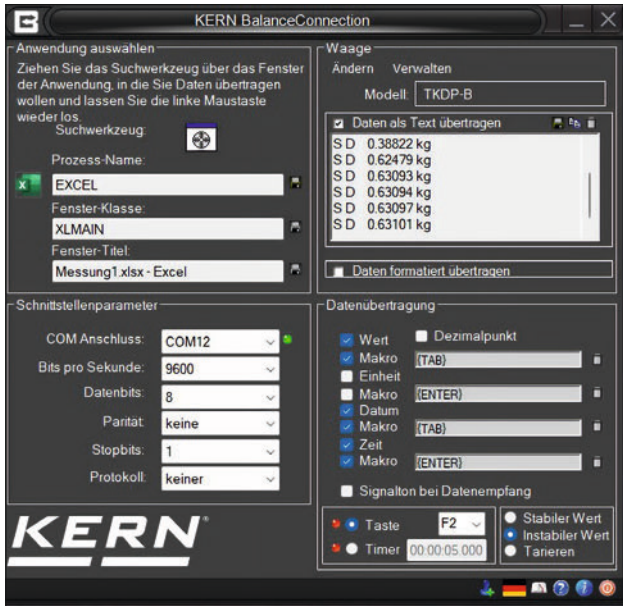 KERN BalanceConnection
Anwendung auswählen
Ziehen Sie das Suchwerkzeug über das Fenster
der Anwendung, in die Sie Daten übertragen
wollen und lassen Sie die linke Maustaste
wieder los.
Suchwerkzeug:
Prozess-Name:
EXCEL
Fenster-Klasse:
XLMAIN
Fenster-Titel:
Messung1.xlsx - Excel
Waage
Ändern Verwalten
Modell: TKDP-B
Daten als Text übertragen
S D 0.38822 kg
S D 0.62479 kg
S D 0.63093 kg
S D 0.63094 kg
S D 0.63097 kg
S D 0.63101 kg
Daten formatiert übertragen
Schnittstellenparameter
COM Anschluss: COM12
Bits pro Sekunde: 9600
Datenbits: 8
Parität: keine
Stopbits: 1
Protokoll: keiner
KERN
Datenübertragung
Wert Dezimalpunkt
Makro {TAB}
Einheit
Makro {ENTER}
Datum
Makro {TAB}
Zeit
Makro {ENTER}
Signalton bei Datenempfang
Taste F2
Timer 00:00:05.000
Stabiler Wert
Instabiler Wert
Tarieren